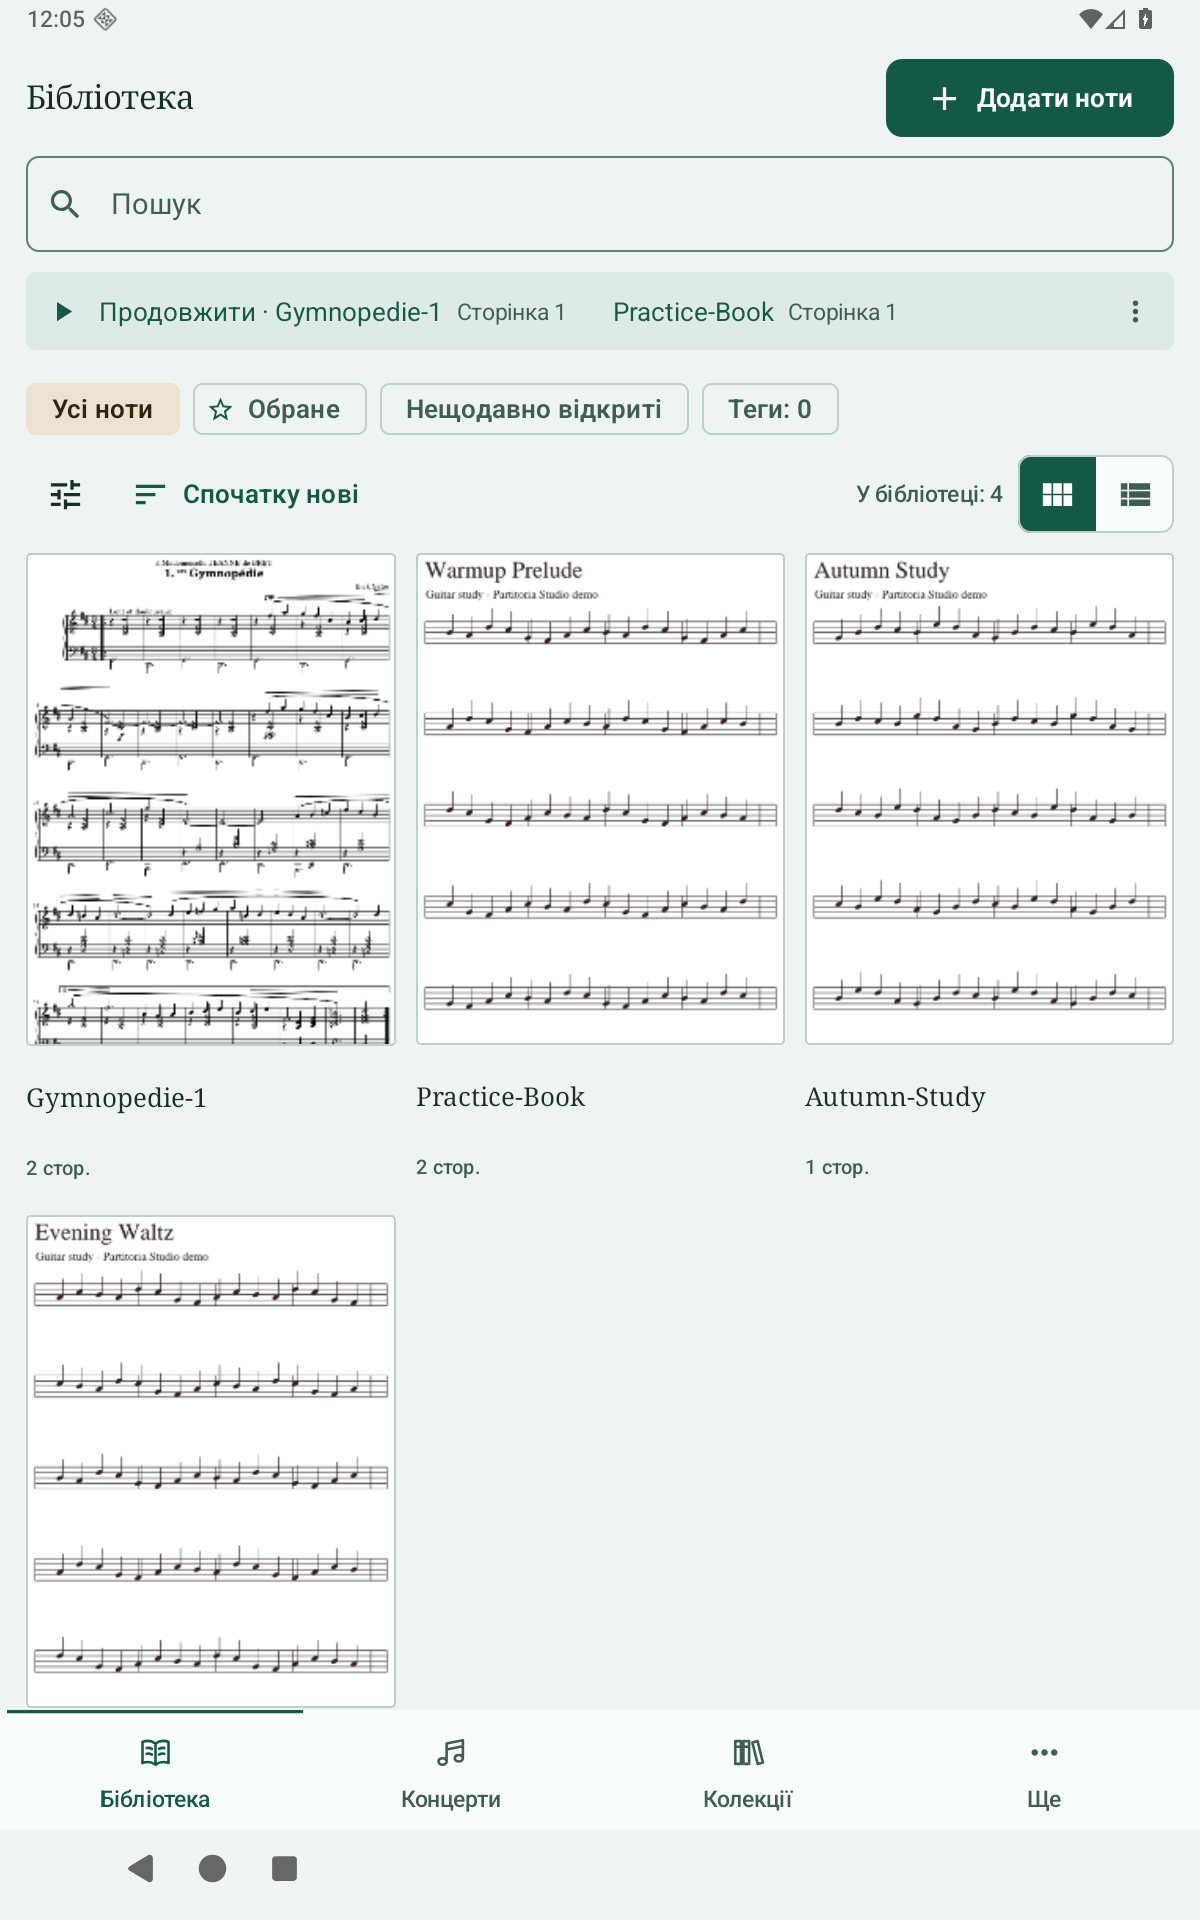 12:05
Бібліотека
Додати ноти
Пошук
Продовжити · Gymnopedie-1 Сторінка 1 Practice-Book Сторінка 1
Усі ноти Обране Нещодавно відкриті Теги: 0
Спочатку нові У бібліотеці: 4
1. Gymnopédie
Warmup Prelude
Guitar study - Partitoria Studio demo
Autumn Study
Guitar study - Partitoria Studio demo
Gymnopedie-1
2 стор.
Practice-Book
2 стор.
Autumn-Study
1 стор.
Evening Waltz
Guitar study - Partitoria Studio demo
Бібліотека Концерти Колекції Ще